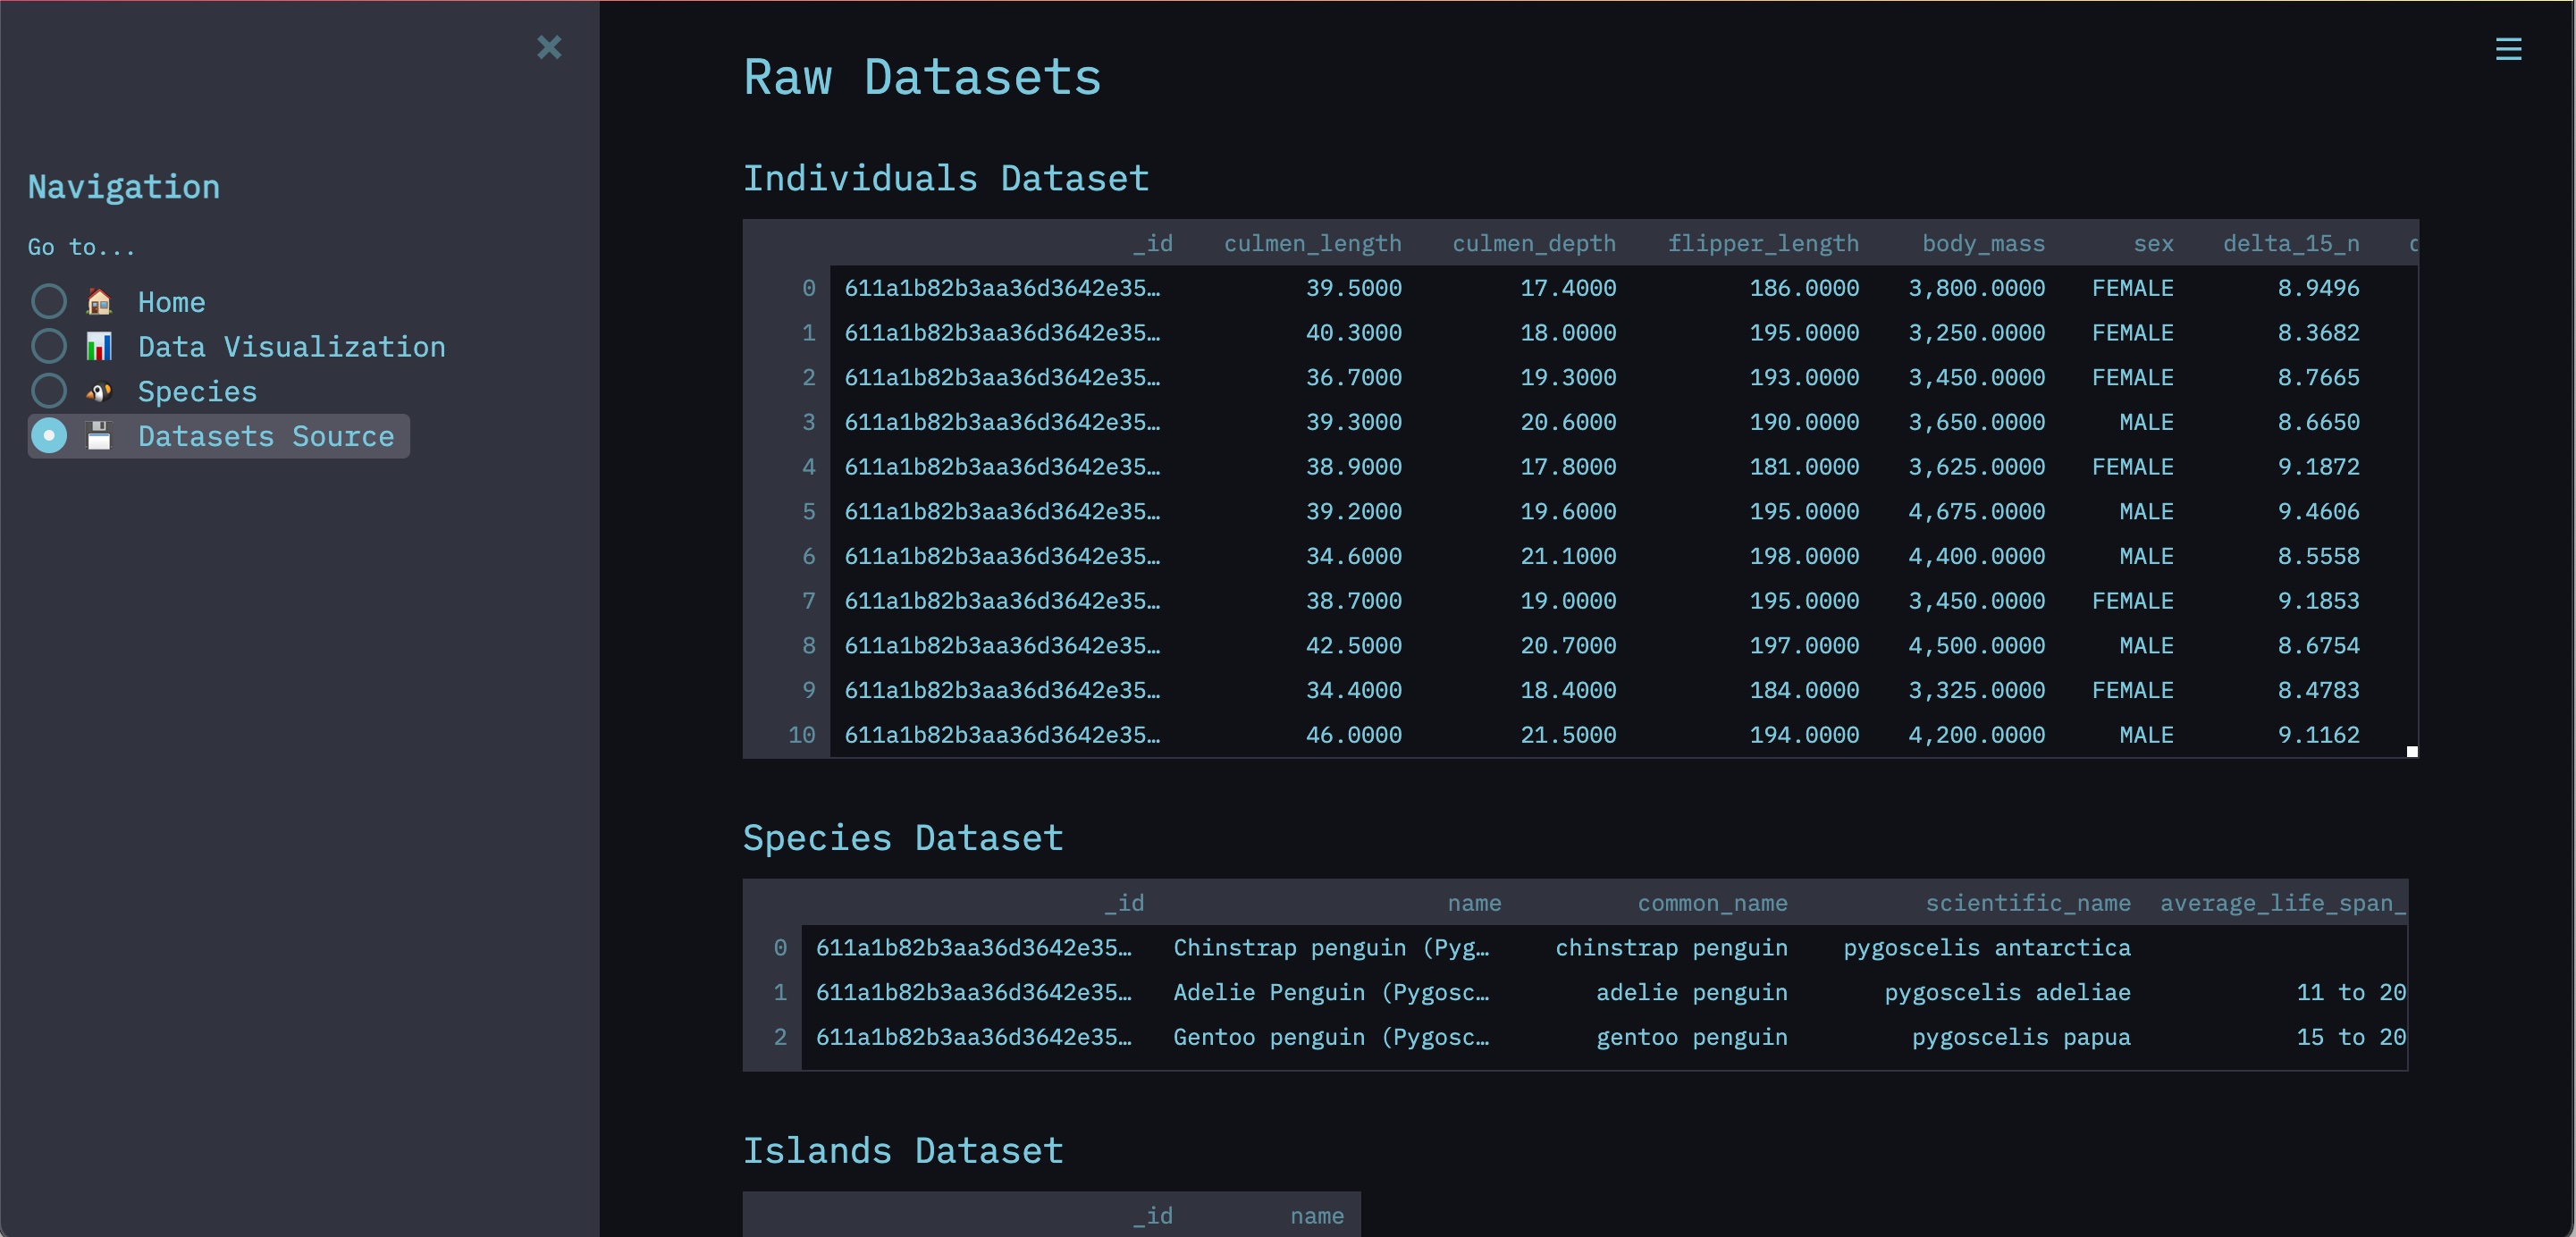 Navigation
Go to...
Home
Data Visualization
Species
Datasets Source
Raw Datasets
Individuals Dataset
_id culmen_length culmen_depth flipper_length body_mass sex delta_15_n
0 611a1b82b3aa36d3642e35… 39.5000 17.4000 186.0000 3,800.0000 FEMALE 8.9496
1 611a1b82b3aa36d3642e35… 40.3000 18.0000 195.0000 3,250.0000 FEMALE 8.3682
2 611a1b82b3aa36d3642e35… 36.7000 19.3000 193.0000 3,450.0000 FEMALE 8.7665
3 611a1b82b3aa36d3642e35… 39.3000 20.6000 190.0000 3,650.0000 MALE 8.6650
4 611a1b82b3aa36d3642e35… 38.9000 17.8000 181.0000 3,625.0000 FEMALE 9.1872
5 611a1b82b3aa36d3642e35… 39.2000 19.6000 195.0000 4,675.0000 MALE 9.4606
6 611a1b82b3aa36d3642e35… 34.6000 21.1000 198.0000 4,400.0000 MALE 8.5558
7 611a1b82b3aa36d3642e35… 38.7000 19.0000 195.0000 3,450.0000 FEMALE 9.1853
8 611a1b82b3aa36d3642e35… 42.5000 20.7000 197.0000 4,500.0000 MALE 8.6754
9 611a1b82b3aa36d3642e35… 34.4000 18.4000 184.0000 3,325.0000 FEMALE 8.4783
10 611a1b82b3aa36d3642e35… 46.0000 21.5000 194.0000 4,200.0000 MALE 9.1162
Species Dataset
_id name common_name scientific_name average_life_span_
0 611a1b82b3aa36d3642e35… Chinstrap penguin (Pyg… chinstrap penguin pygoscelis antarctica
1 611a1b82b3aa36d3642e35… Adelie Penguin (Pygosc… adelie penguin pygoscelis adeliae 11 to 20
2 611a1b82b3aa36d3642e35… Gentoo penguin (Pygosc… gentoo penguin pygoscelis papua 15 to 20
Islands Dataset
_id name